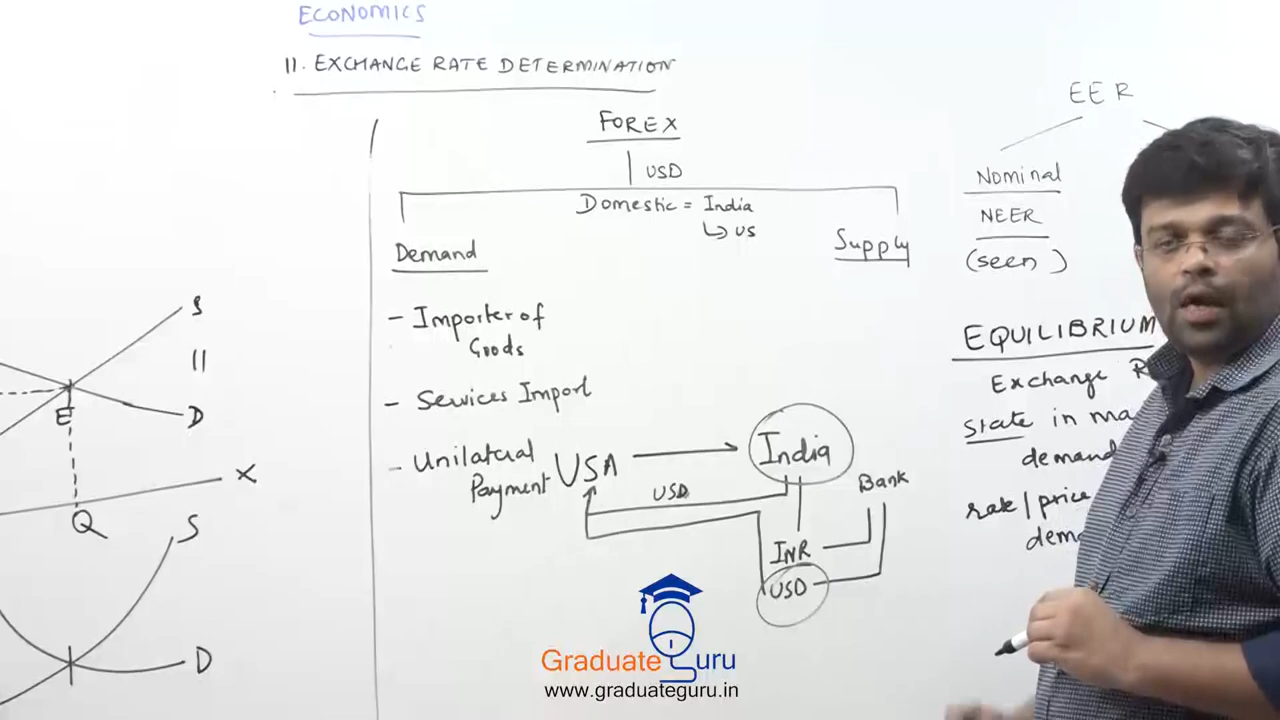 ECONOMICS
11. EXCHANGE RATE DETERMINATION
FOREX
USD
Domestic = India
↳ US
Demand
Supply
- Importer of
Goods
- Services Import
- Unilateral
Payment
USA
India
USD
Bank
INR
USD
S
11
E
D
X
Q
S
D
EER
Nominal
NEER
(seen)
EQUILIBRIUM
Exchange R
state in ma
demand
rate/price
dem
Graduate Guru
www.graduateguru.in